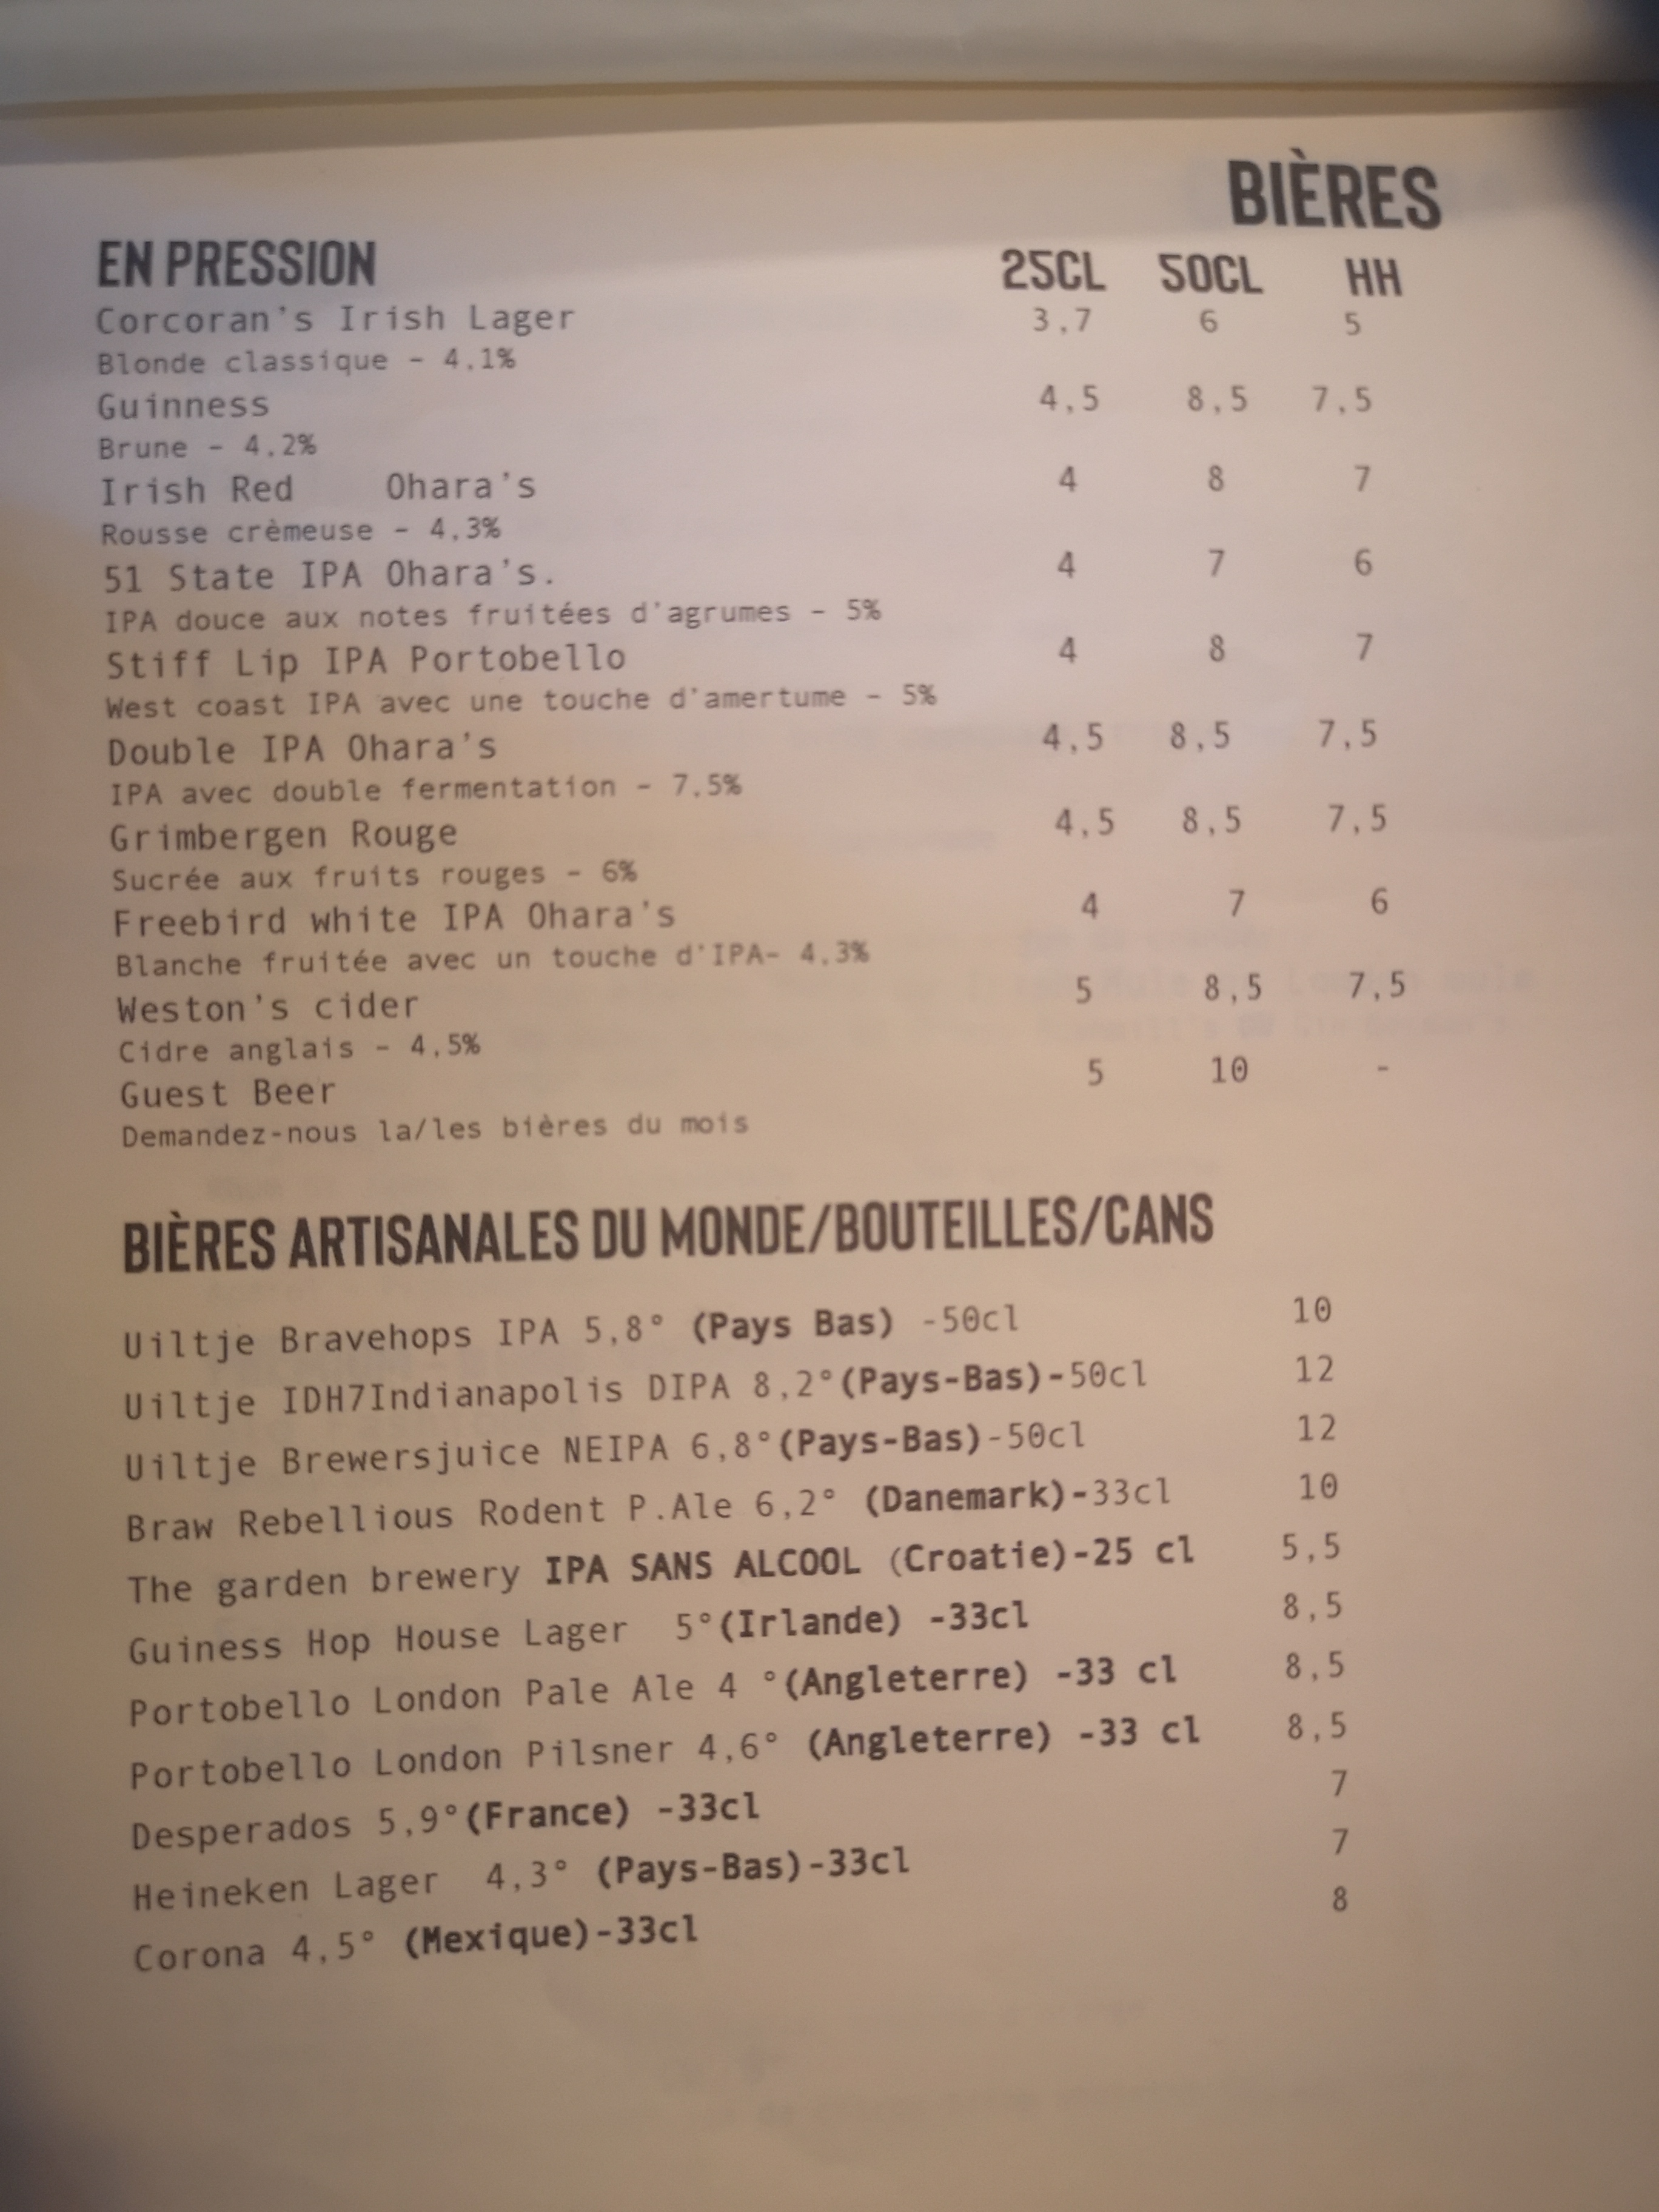 BIÈRES
EN PRESSION 25CL 50CL HH
Corcoran's Irish Lager 3,7 6 5
Blonde classique - 4,1%
Guinness 4,5 8,5 7,5
Brune - 4,2%
Irish Red Ohara's 4 8 7
Rousse crèmeuse - 4,3%
51 State IPA Ohara's. 4 7 6
IPA douce aux notes fruitées d'agrumes - 5%
Stiff Lip IPA Portobello 4 8 7
West coast IPA avec une touche d'amertume - 5%
Double IPA Ohara's 4,5 8,5 7,5
IPA avec double fermentation - 7,5%
Grimbergen Rouge 4,5 8,5 7,5
Sucrée aux fruits rouges - 6%
Freebird white IPA Ohara's 4 7 6
Blanche fruitée avec un touche d'IPA- 4,3%
Weston's cider 5 8,5 7,5
Cidre anglais - 4,5%
Guest Beer 5 10 -
Demandez-nous la/les bières du mois
BIÈRES ARTISANALES DU MONDE/BOUTEILLES/CANS
Uiltje Bravehops IPA 5,8° (Pays Bas) -50cl 10
Uiltje IDH7Indianapolis DIPA 8,2°(Pays-Bas)-50cl 12
Uiltje Brewersjuice NEIPA 6,8°(Pays-Bas)-50cl 12
Braw Rebellious Rodent P.Ale 6,2° (Danemark)-33cl 10
The garden brewery IPA SANS ALCOOL (Croatie)-25 cl 5,5
Guiness Hop House Lager 5°(Irlande) -33cl 8,5
Portobello London Pale Ale 4 °(Angleterre) -33 cl 8,5
Portobello London Pilsner 4,6° (Angleterre) -33 cl 8,5
Desperados 5,9°(France) -33cl 7
Heineken Lager 4,3° (Pays-Bas)-33cl 7
Corona 4,5° (Mexique)-33cl 8